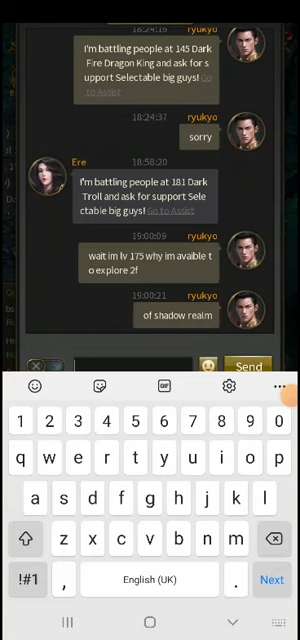 18:24:16 ryukyo
I'm battling people at 145 Dark
Fire Dragon King and ask for s
upport Selectable big guys! Go
to Assist
18:24:37 ryukyo
sorry
Ere 18:58:20
I'm battling people at 181 Dark
Troll and ask for support Sele
ctable big guys! Go to Assist
19:00:09 ryukyo
wait im lv 175 why im avaible t
o explore 2f
19:00:21 ryukyo
of shadow realm
Send
GIF
1 2 3 4 5 6 7 8 9 0
q w e r t y u i o p
a s d f g h j k l
z x c v b n m
!#1 , English (UK) . Next